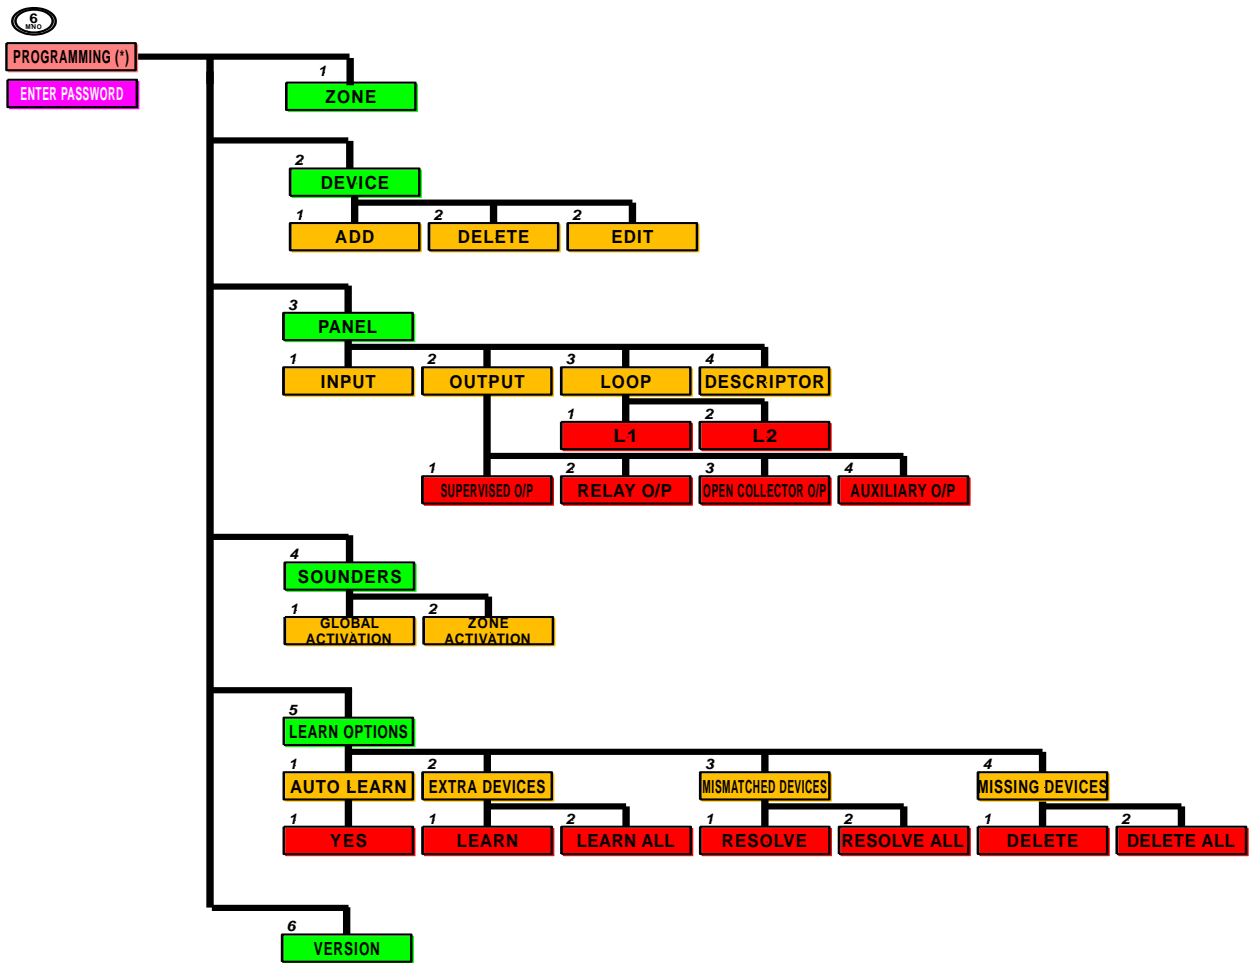 6
MNO
PROGRAMMING (*)
ENTER PASSWORD
1
ZONE
2
DEVICE
1 2 2
ADD DELETE EDIT
3
PANEL
1 2 3 4
INPUT OUTPUT LOOP DESCRIPTOR
1 2
L1 L2
1 2 3 4
SUPERVISED O/P RELAY O/P OPEN COLLECTOR O/P AUXILIARY O/P
4
SOUNDERS
1 2
GLOBAL ACTIVATION ZONE ACTIVATION
5
LEARN OPTIONS
1 2 3 4
AUTO LEARN EXTRA DEVICES MISMATCHED DEVICES MISSING DEVICES
1 1 2 1 2 1 2
YES LEARN LEARN ALL RESOLVE RESOLVE ALL DELETE DELETE ALL
6
VERSION